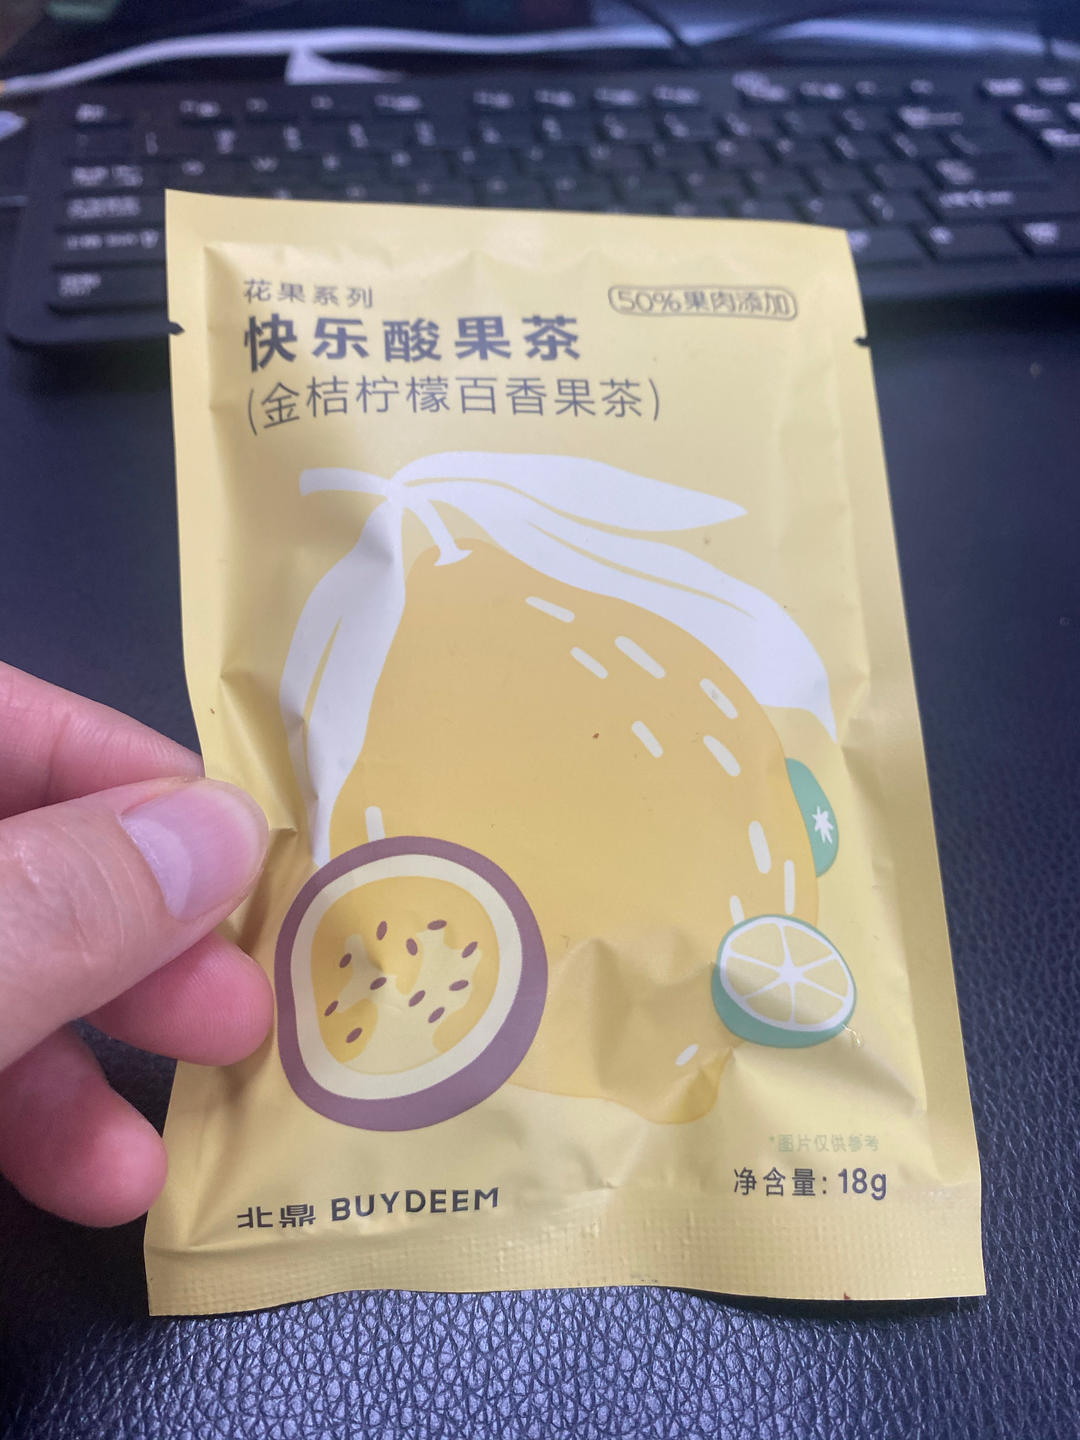 花果系列
50%果肉添加
快乐酸果茶
(金桔柠檬百香果茶)
*图片仅供参考
净含量: 18g
北鼎 BUYDEEM